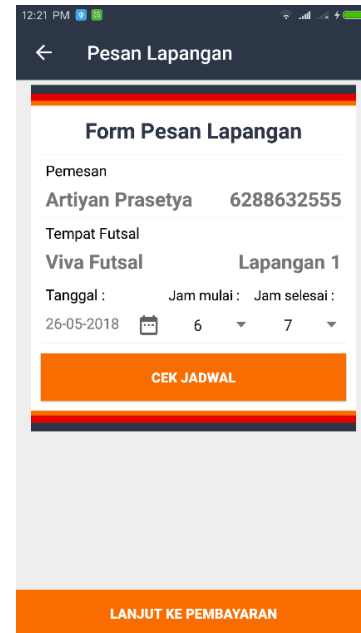 12:21 PM
Pesan Lapangan
Form Pesan Lapangan
Pemesan
Artiyan Prasetya 6288632555
Tempat Futsal
Viva Futsal Lapangan 1
Tanggal : Jam mulai : Jam selesai :
26-05-2018 6 7
CEK JADWAL
LANJUT KE PEMBAYARAN